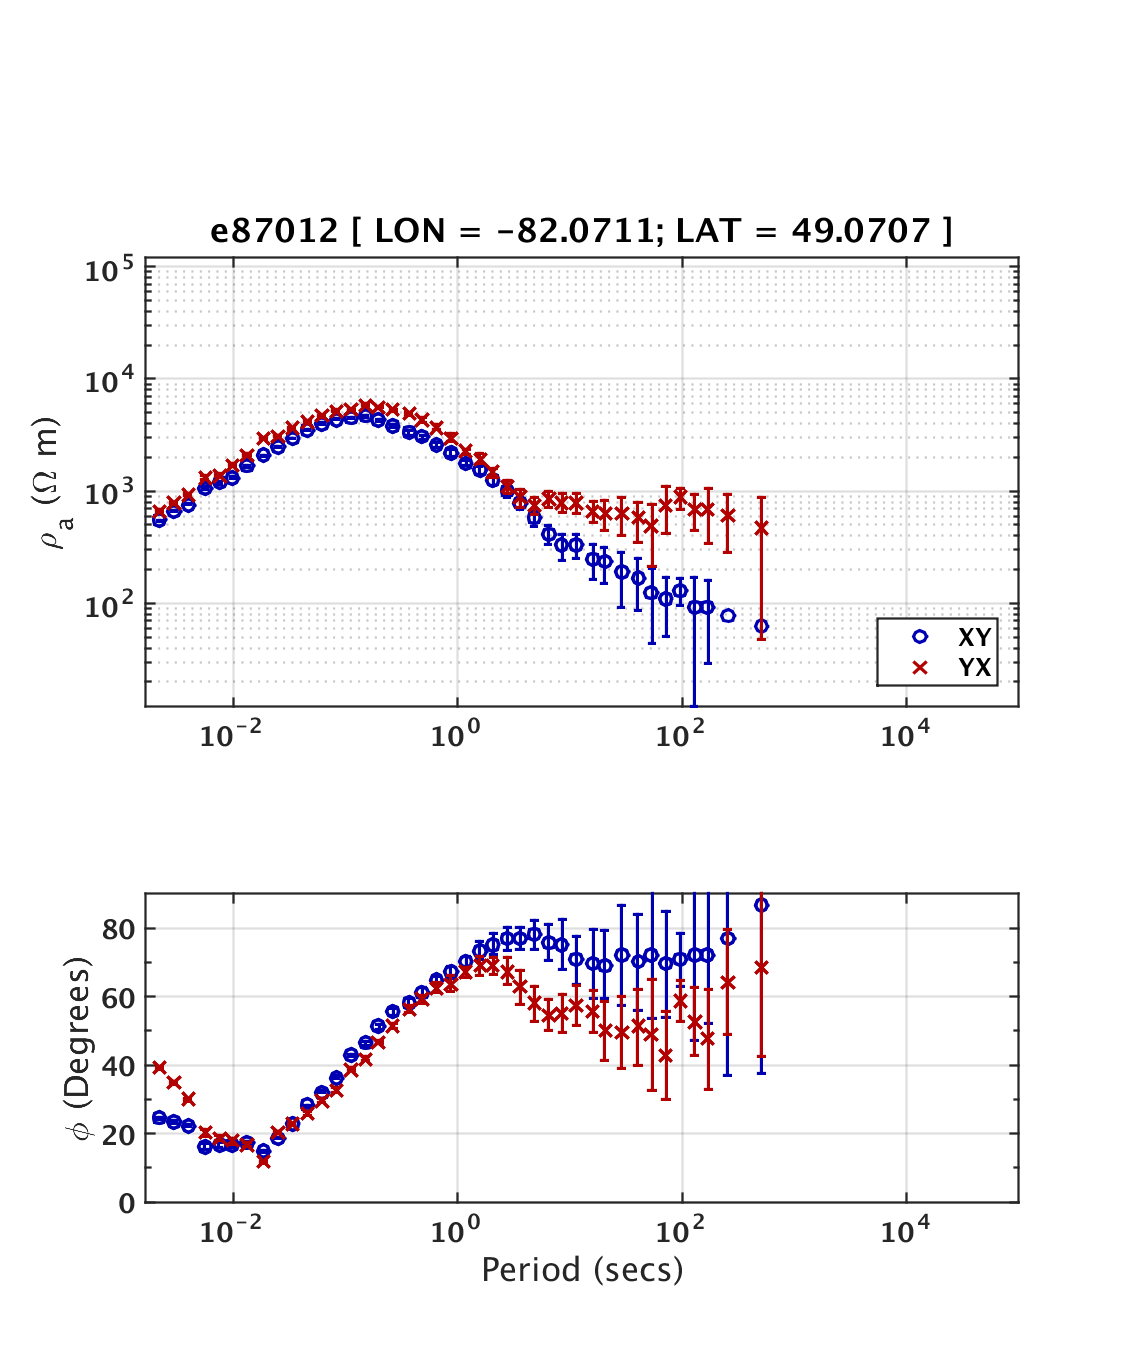 e87012 [ LON = -82.0711; LAT = 49.0707 ]
10^5
10^4
10^3
10^2
ρ_a (Ω m)
XY
YX
10^-2 10^0 10^2 10^4
80
60
40
20
0
ϕ (Degrees)
10^-2 10^0 10^2 10^4
Period (secs)